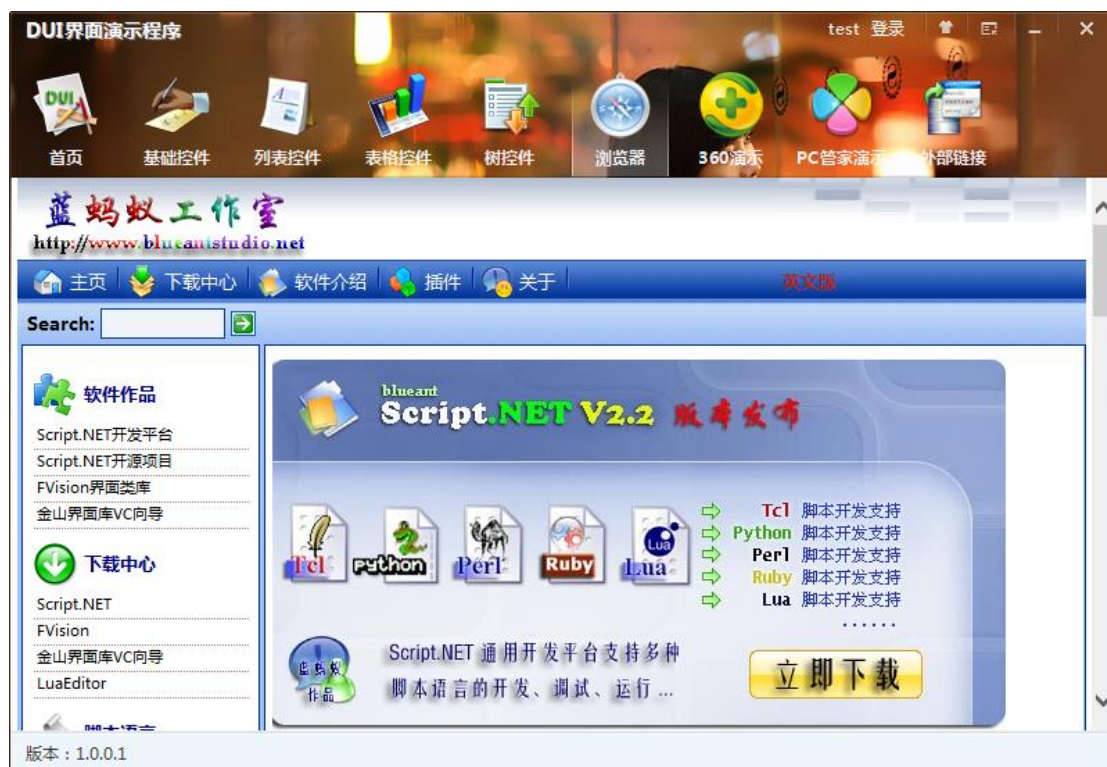 DUI界面演示程序
test 登录
DUI
首页 基础控件 列表控件 表格控件 树控件 浏览器 360演示 PC管家演示 外部链接
蓝蚂蚁工作室
http://www.blueantstudio.net
主页 下载中心 软件介绍 插件 关于 英文版
Search:
软件作品
Script.NET开发平台
Script.NET开源项目
FVision界面类库
金山界面库VC向导
下载中心
Script.NET
FVision
金山界面库VC向导
LuaEditor
脚本语言
blueant
Script.NET V2.2 版本发布
Tcl python Perl Ruby Lua
Tcl 脚本开发支持
Python 脚本开发支持
Perl 脚本开发支持
Ruby 脚本开发支持
Lua 脚本开发支持
......
蓝蚂蚁
作品
Script.NET 通用开发平台支持多种
脚本语言的开发、调试、运行...
立即下载
版本：1.0.0.1